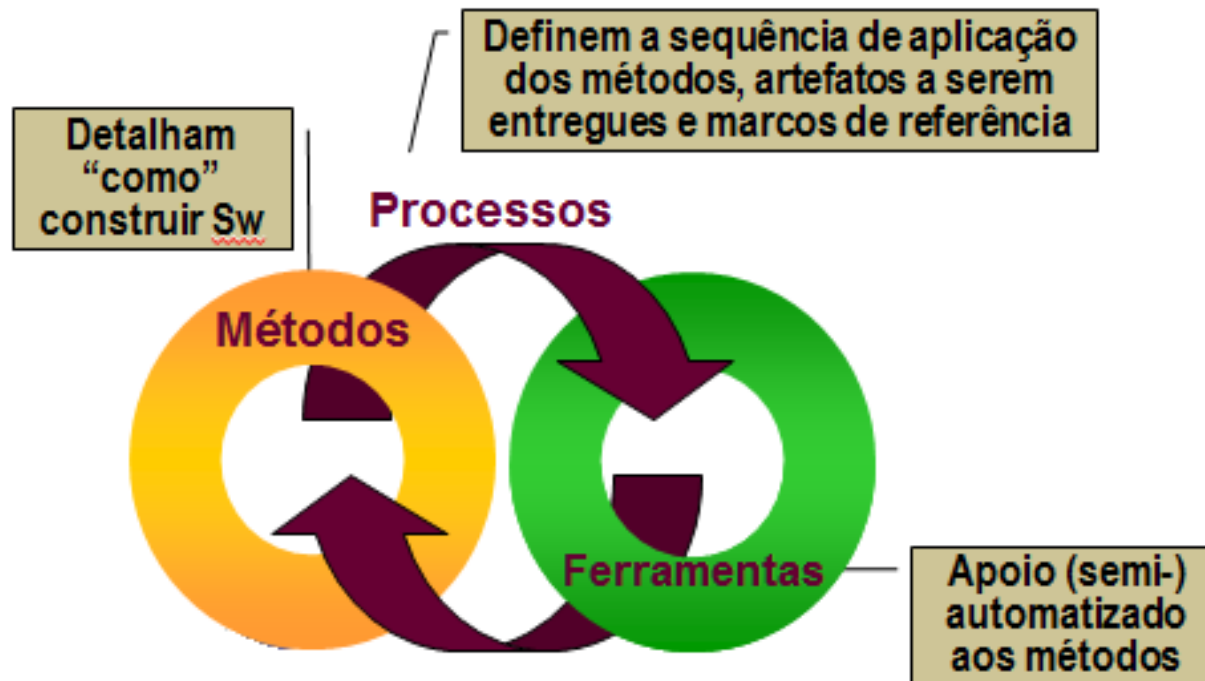 Definem a sequência de aplicação
dos métodos, artefatos a serem
entregues e marcos de referência
Detalham
“como”
construir Sw
Processos
Métodos
Ferramentas
Apoio (semi-)
automatizado
aos métodos